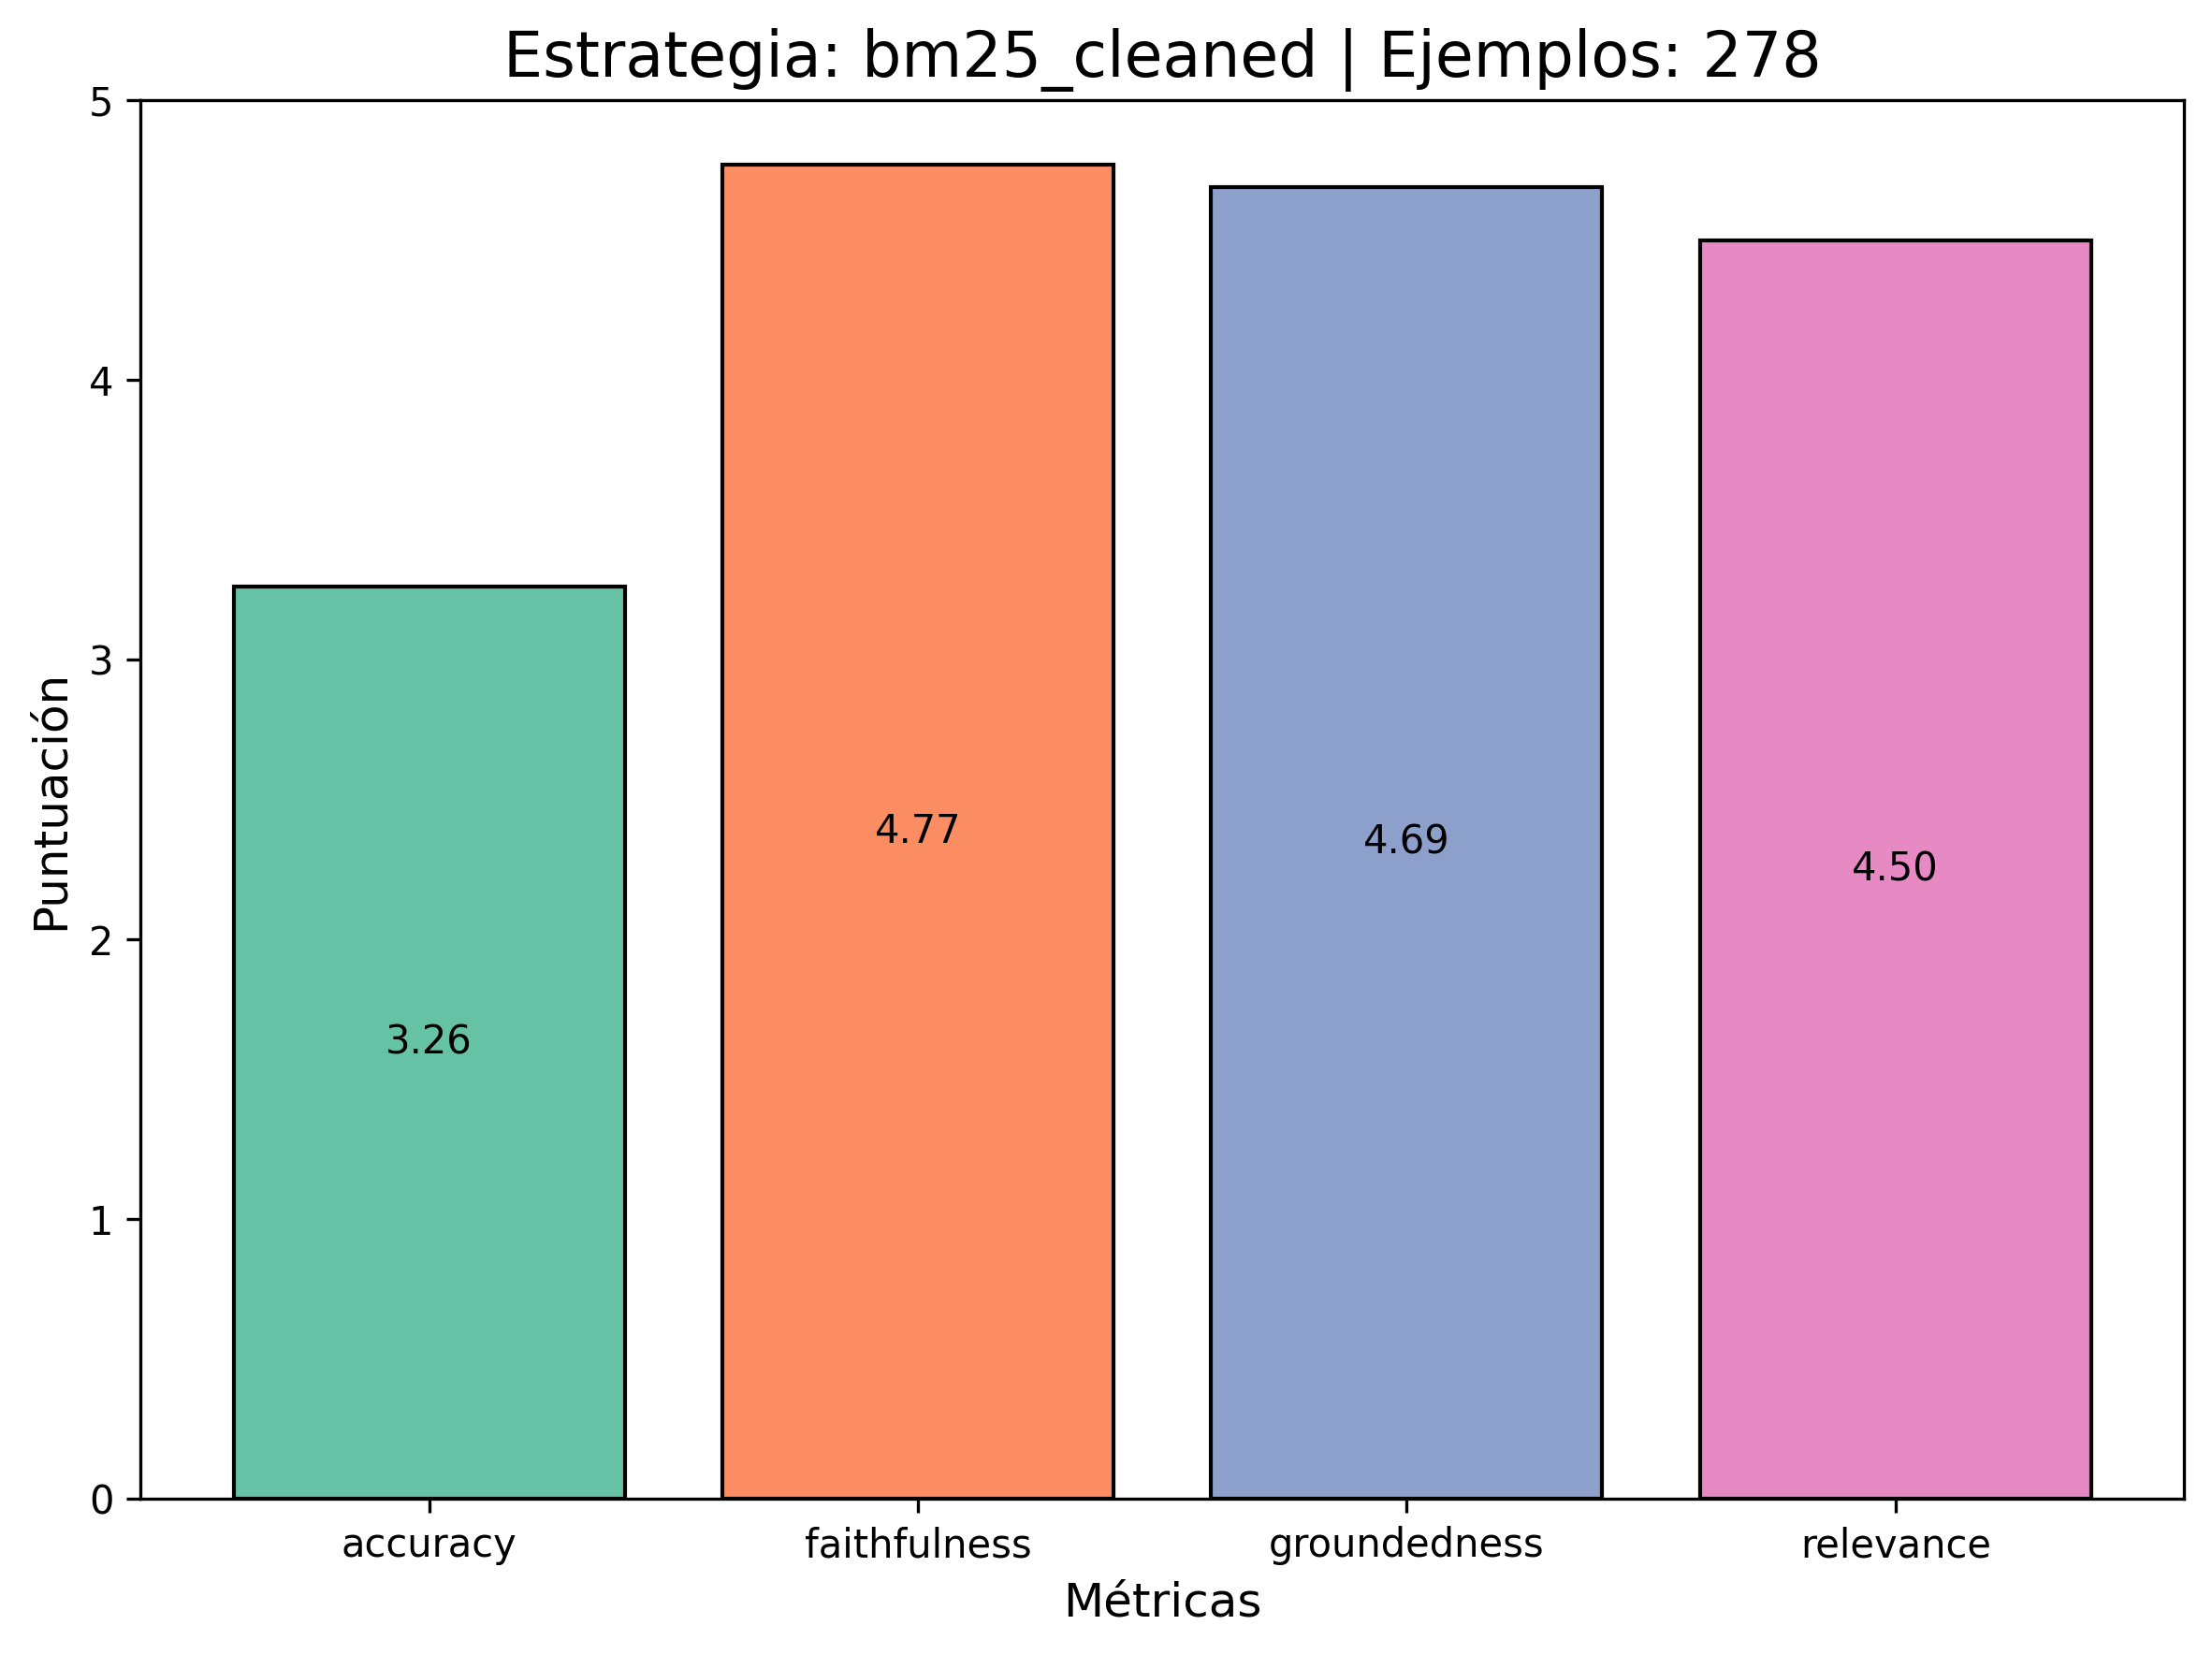 Estrategia: bm25_cleaned | Ejemplos: 278
5
4
3
2
1
0
Puntuación
3.26
4.77
4.69
4.50
accuracy
faithfulness
groundedness
relevance
Métricas